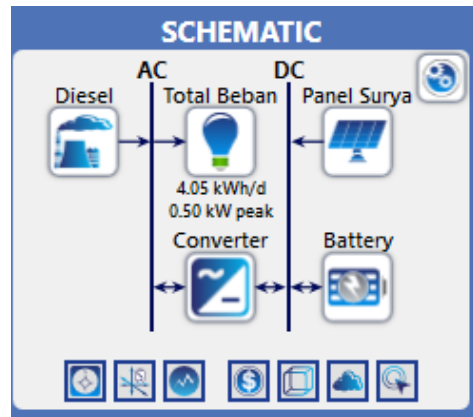 SCHEMATIC
AC DC
Diesel Total Beban Panel Surya
4.05 kWh/d
0.50 kW peak
Converter Battery